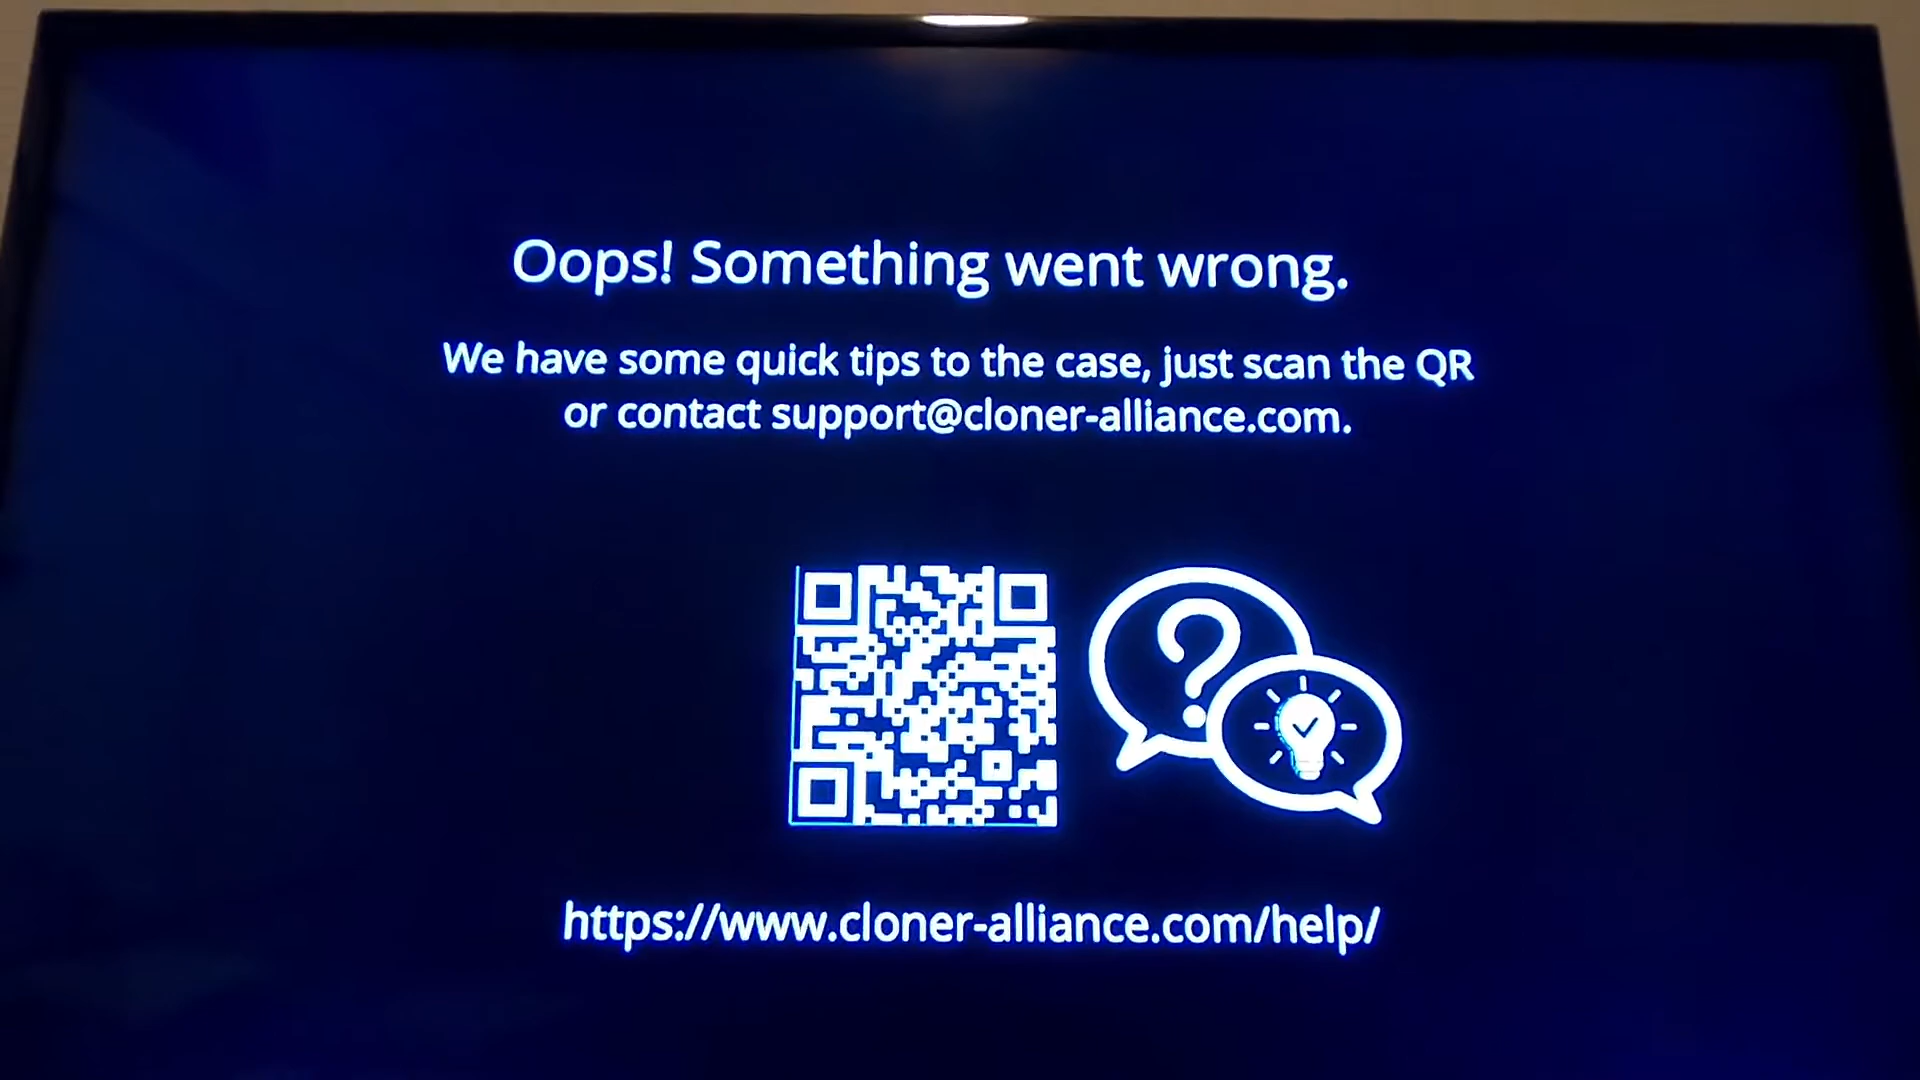 Oops! Something went wrong.
We have some quick tips to the case, just scan the QR
or contact support@cloner-alliance.com.
https://www.cloner-alliance.com/help/